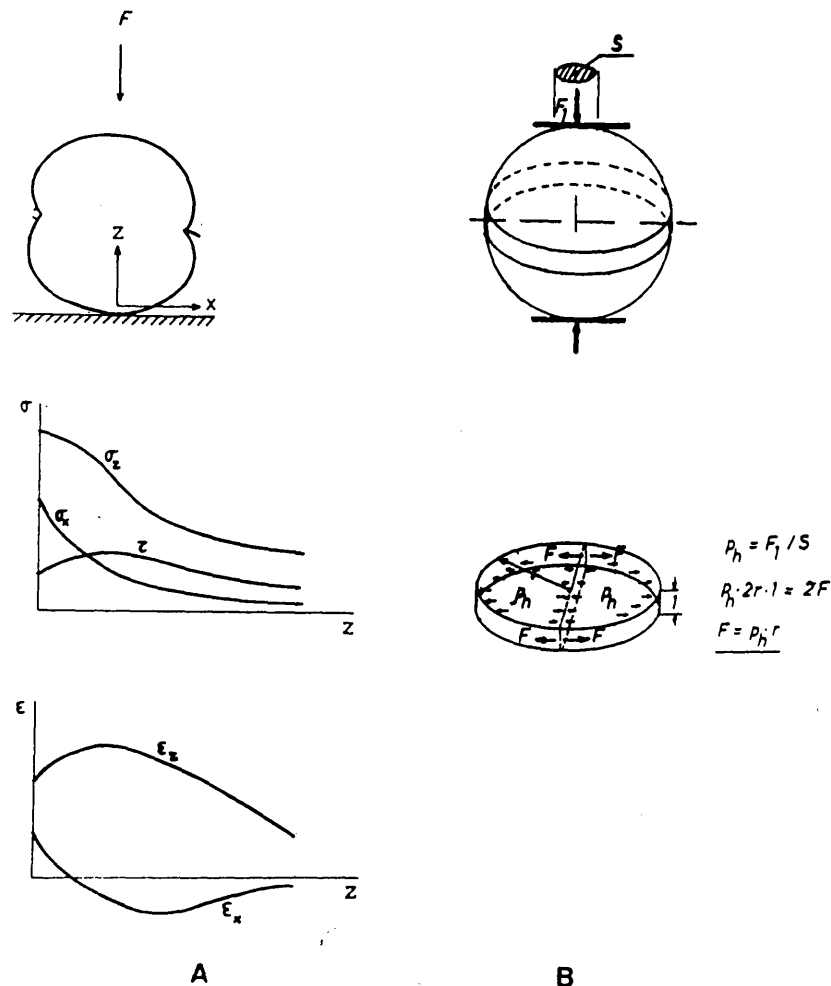 F
Z
X
σ
σz
σx
τ
Z
ε
εz
εx
Z
A
S
F1
F F
ph ph
F F
1
ph = F1 / S
ph · 2r · 1 = 2F
F = ph · r
B